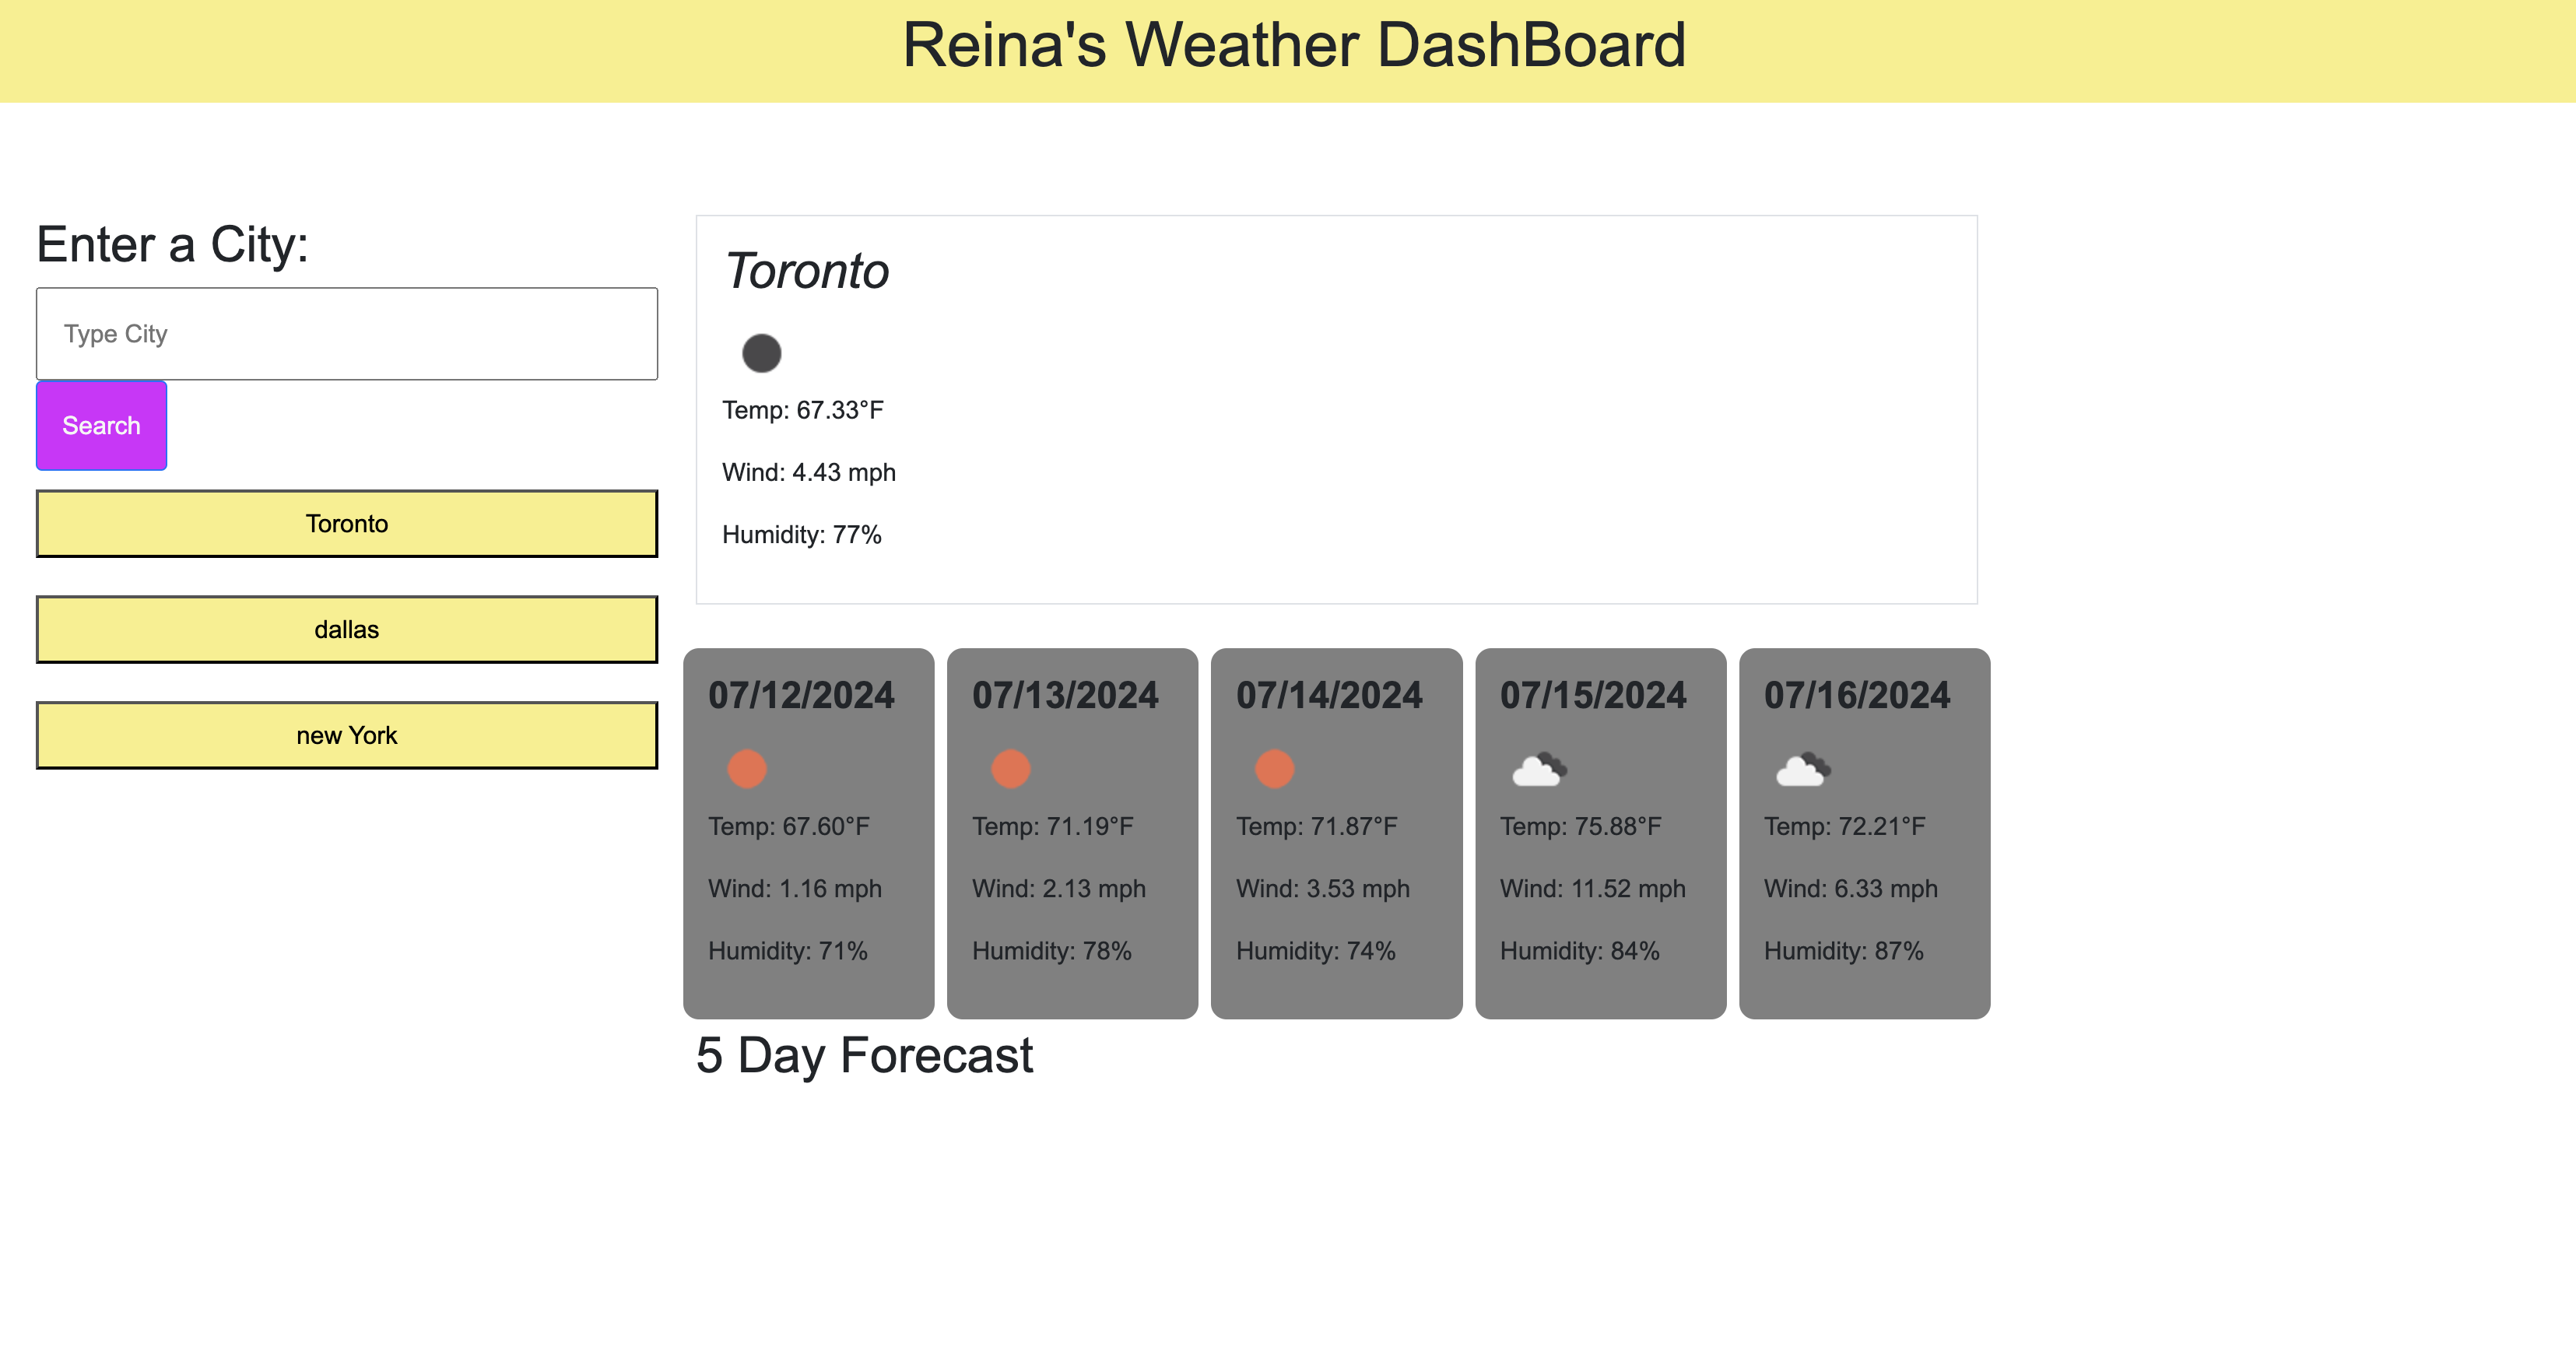 Reina's Weather DashBoard
Enter a City:
Type City
Search
Toronto
dallas
new York
Toronto
Temp: 67.33°F
Wind: 4.43 mph
Humidity: 77%
07/12/2024
Temp: 67.60°F
Wind: 1.16 mph
Humidity: 71%
07/13/2024
Temp: 71.19°F
Wind: 2.13 mph
Humidity: 78%
07/14/2024
Temp: 71.87°F
Wind: 3.53 mph
Humidity: 74%
07/15/2024
Temp: 75.88°F
Wind: 11.52 mph
Humidity: 84%
07/16/2024
Temp: 72.21°F
Wind: 6.33 mph
Humidity: 87%
5 Day Forecast